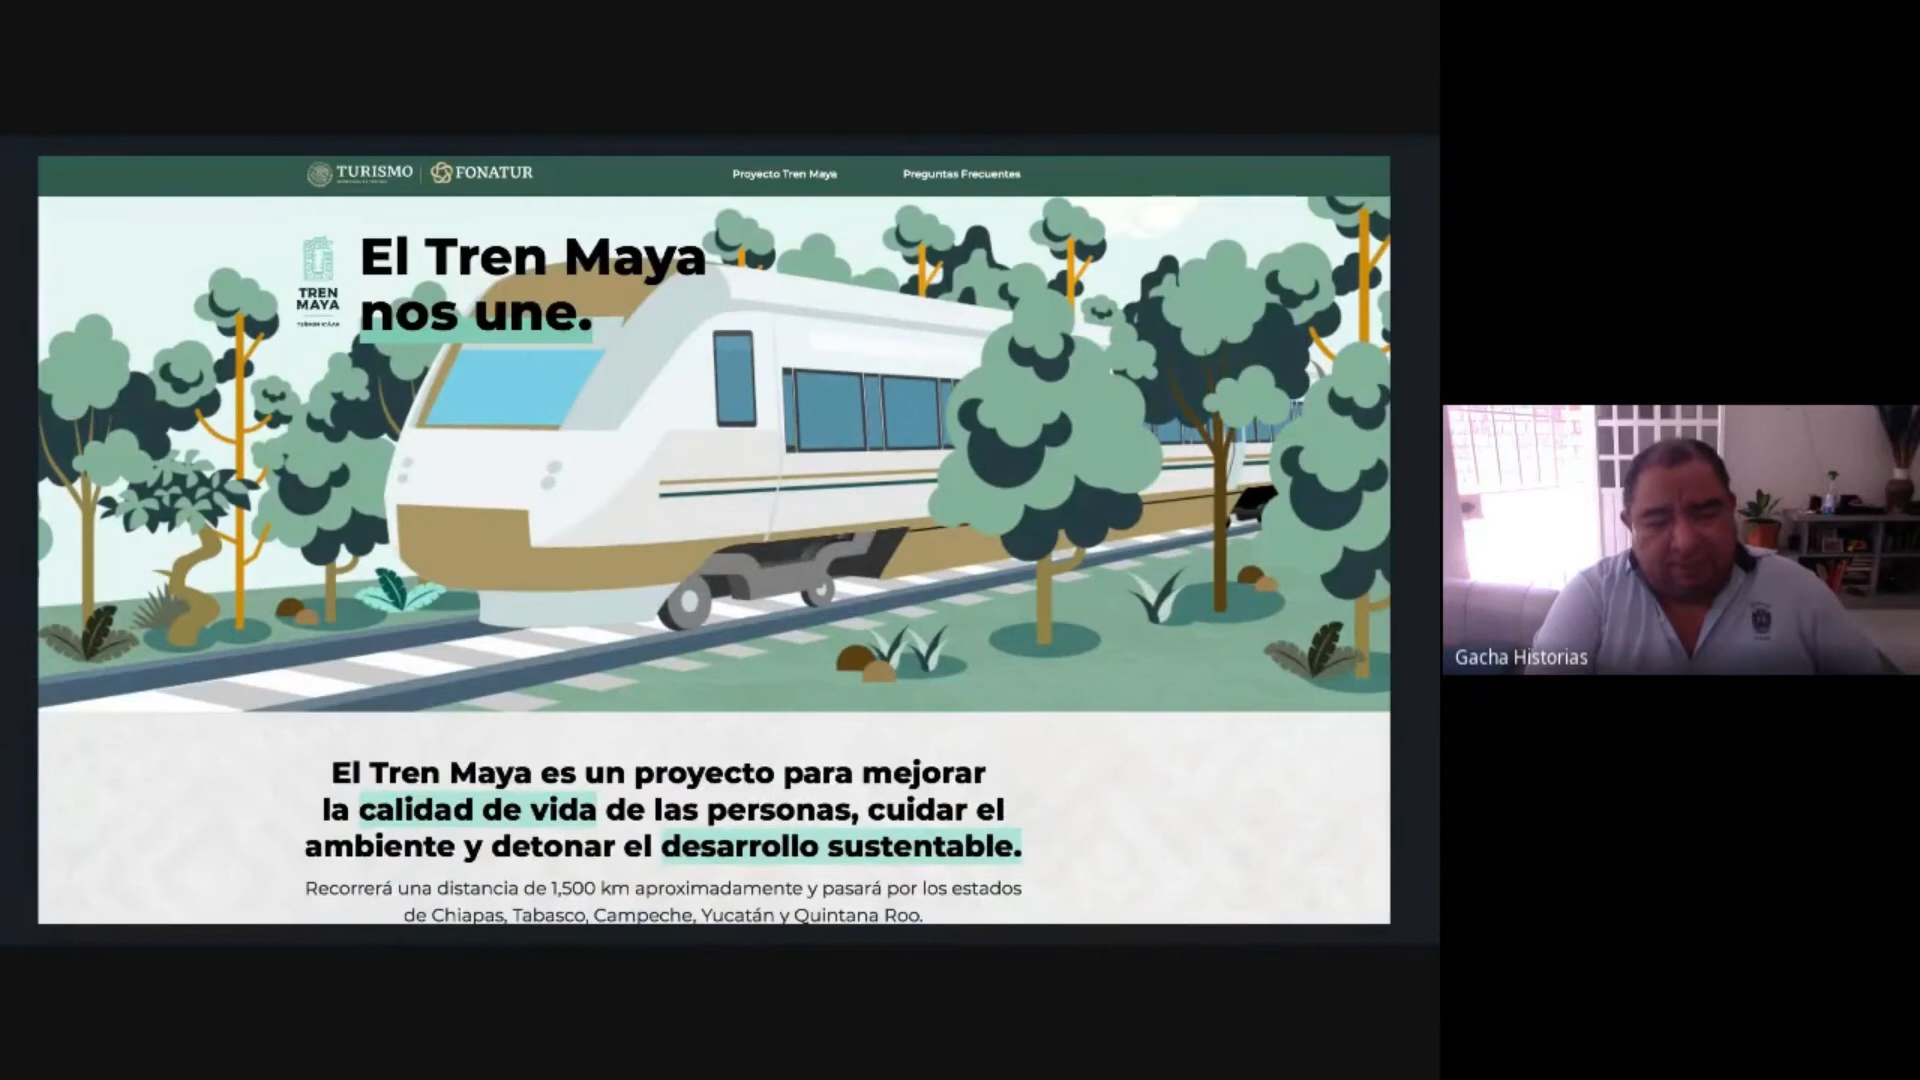 TURISMO
FONATUR
Proyecto Tren Maya
Preguntas Frecuentes
TREN
MAYA
El Tren Maya
nos une.
El Tren Maya es un proyecto para mejorar
la calidad de vida de las personas, cuidar el
ambiente y detonar el desarrollo sustentable.
Recorrerá una distancia de 1,500 km aproximadamente y pasará por los estados
de Chiapas, Tabasco, Campeche, Yucatán y Quintana Roo.
Gacha Historias